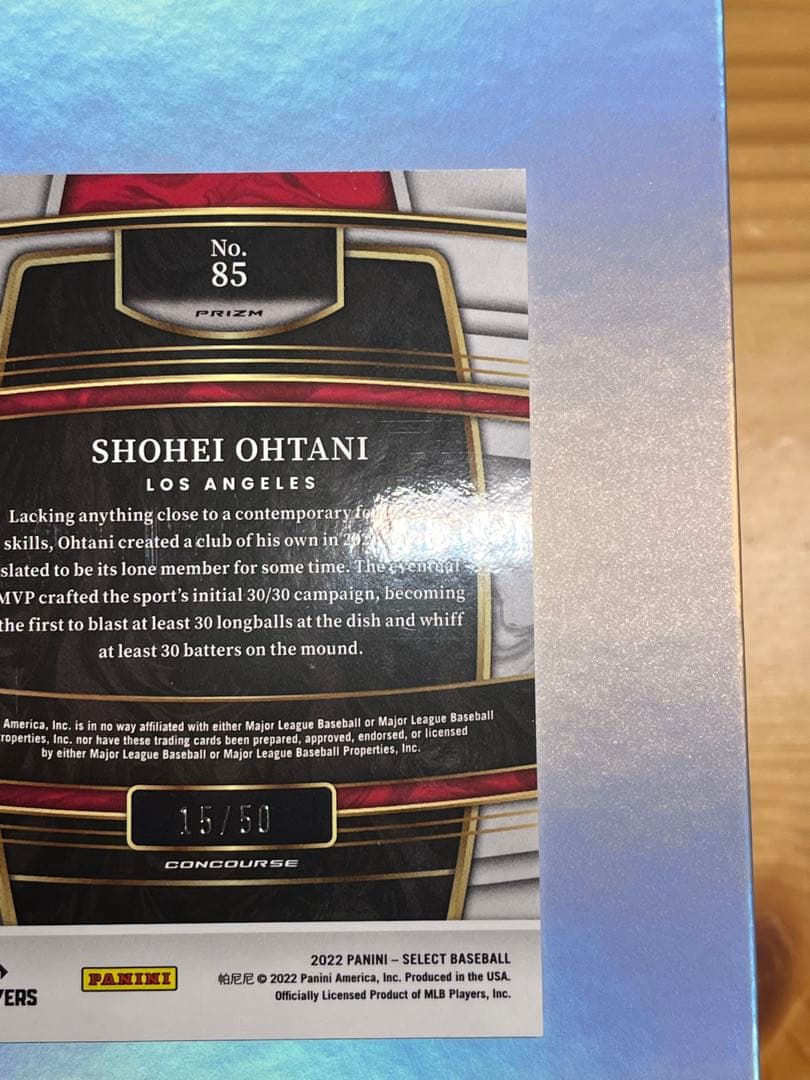 No.
85
PRIZM
SHOHEI OHTANI
LOS ANGELES
Lacking anything close to a contemporary
skills, Ohtani created a club of his own in
slated to be its lone member for some time. The eventual
MVP crafted the sport's initial 30/30 campaign, becoming
the first to blast at least 30 longballs at the dish and whiff
at least 30 batters on the mound.
America, Inc. is in no way affiliated with either Major League Baseball or Major League Baseball
roperties, Inc. nor have these trading cards been prepared, approved, endorsed, or licensed
by either Major League Baseball or Major League Baseball Properties, Inc.
15/50
CONCOURSE
YERS
PANINI
2022 PANINI – SELECT BASEBALL
帕尼尼 © 2022 Panini America, Inc. Produced in the USA.
Officially Licensed Product of MLB Players, Inc.